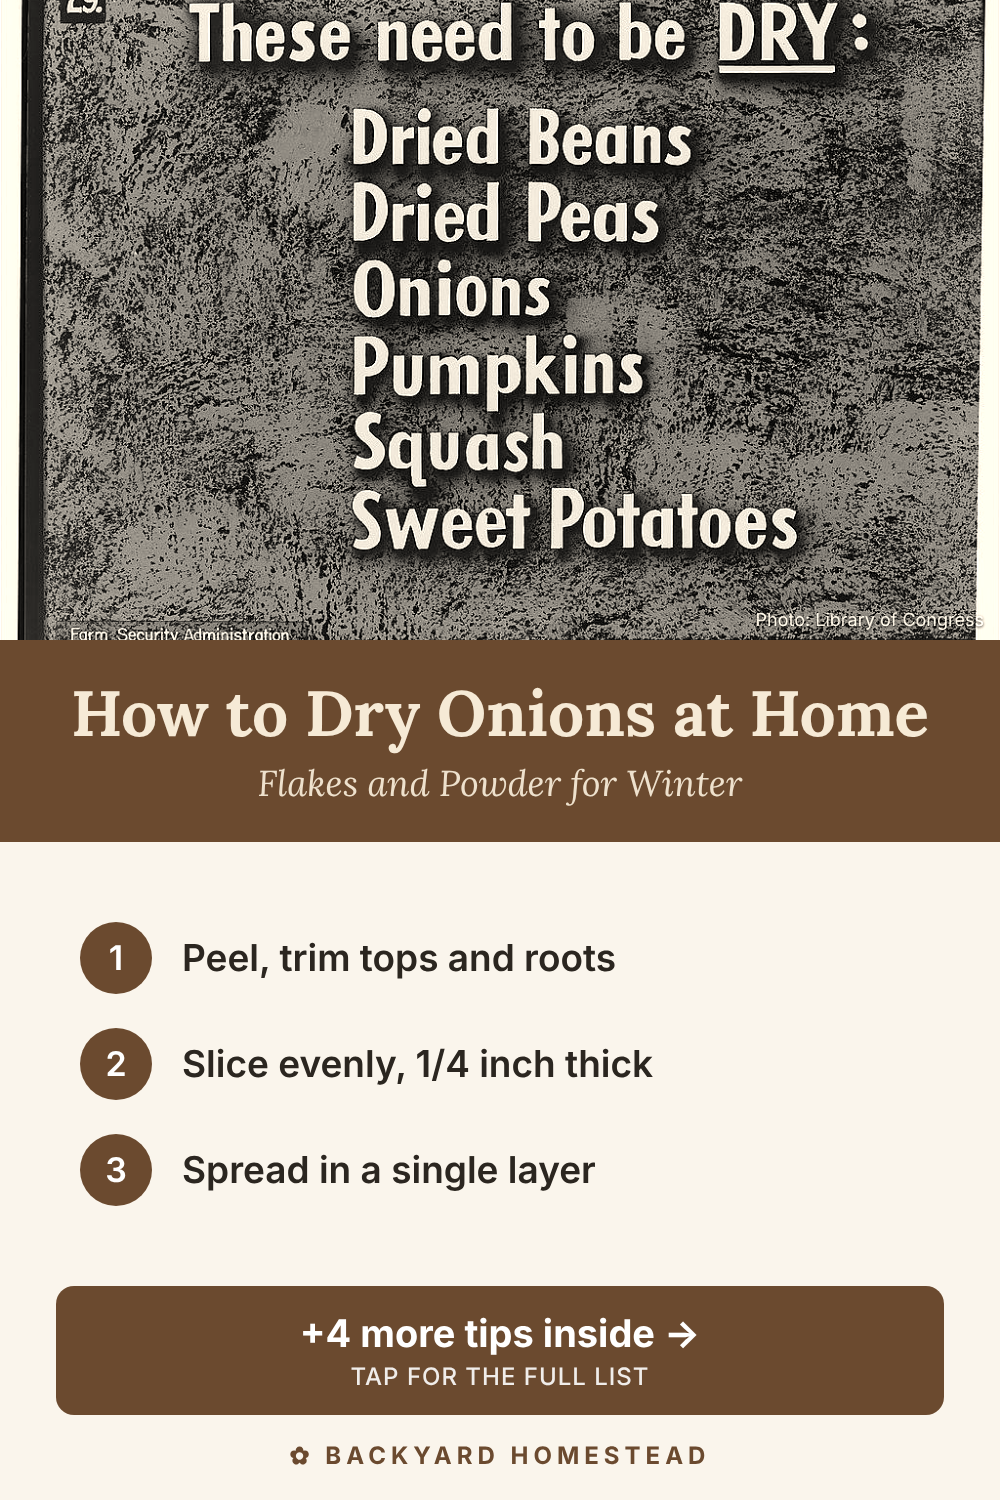 29.
These need to be DRY:
Dried Beans
Dried Peas
Onions
Pumpkins
Squash
Sweet Potatoes
Farm Security Administration
Photo: Library of Congress
How to Dry Onions at Home
Flakes and Powder for Winter
1 Peel, trim tops and roots
2 Slice evenly, 1/4 inch thick
3 Spread in a single layer
+4 more tips inside →
TAP FOR THE FULL LIST
✿ BACKYARD HOMESTEAD